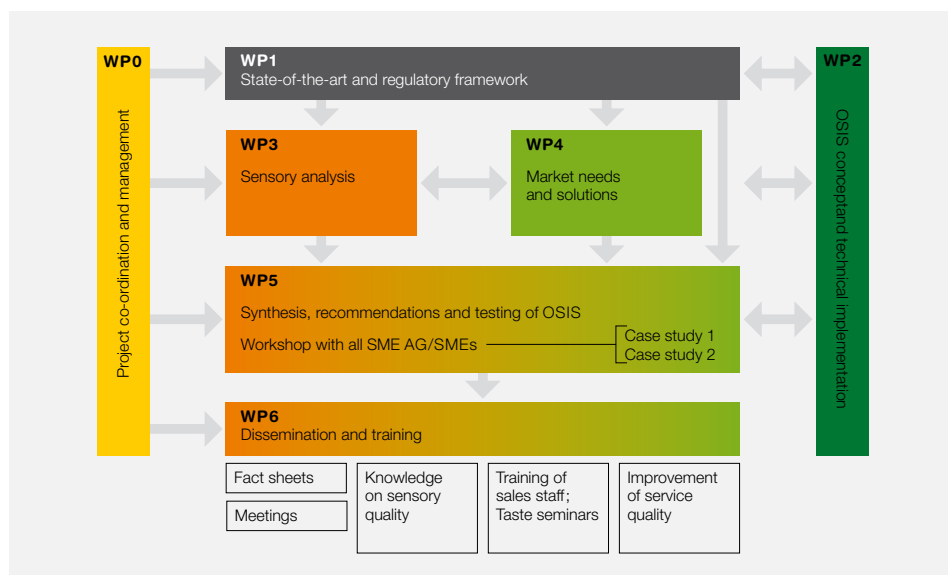 WP0
Project co-ordination and management
WP1
State-of-the-art and regulatory framework
WP2
OSIS conceptand technical implementation
WP3
Sensory analysis
WP4
Market needs
and solutions
WP5
Synthesis, recommendations and testing of OSIS
Workshop with all SME AG/SMEs
Case study 1
Case study 2
WP6
Dissemination and training
Fact sheets
Meetings
Knowledge
on sensory
quality
Training of
sales staff;
Taste seminars
Improvement
of service
quality